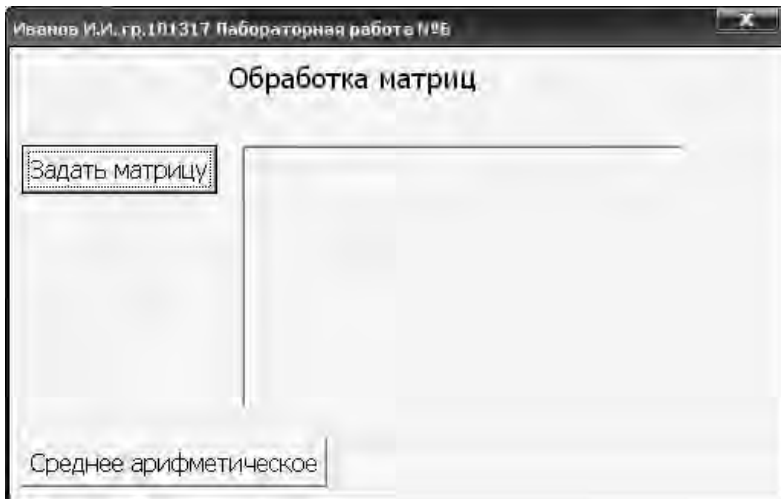 Иванов И.И. гр.101317 Лабораторная работа №6
Обработка матриц
Задать матрицу
Среднее арифметическое